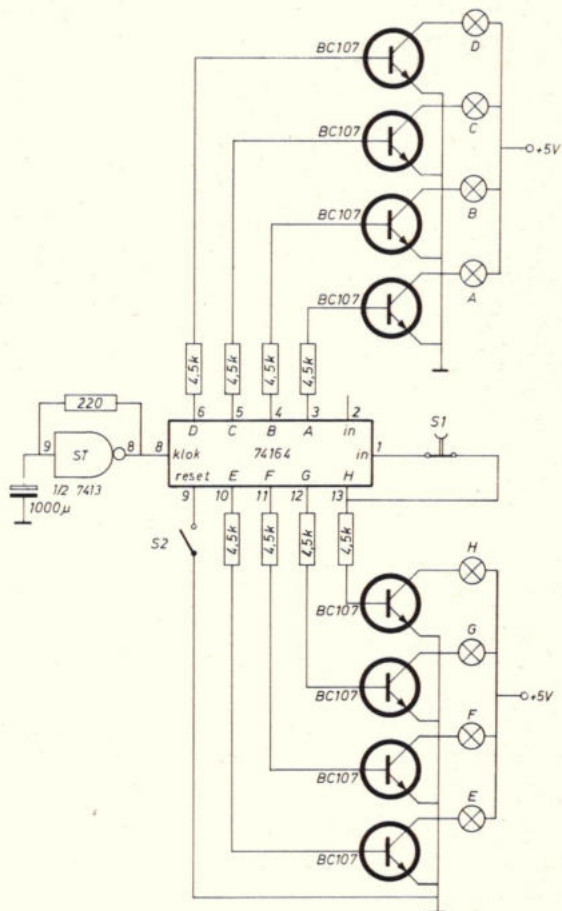 BC107
D
BC107
C
+5V
BC107
B
BC107
A
4,5k 4,5k 4,5k 4,5k
220
6 5 4 3 2
D C B A in
S1
9 ST 8 8 klok 74164 in 1
reset E F G H
1/2 7413
1000µ
9 10 11 12 13
S2
4,5k 4,5k 4,5k 4,5k
H
BC107
G
BC107
+5V
F
BC107
E
BC107